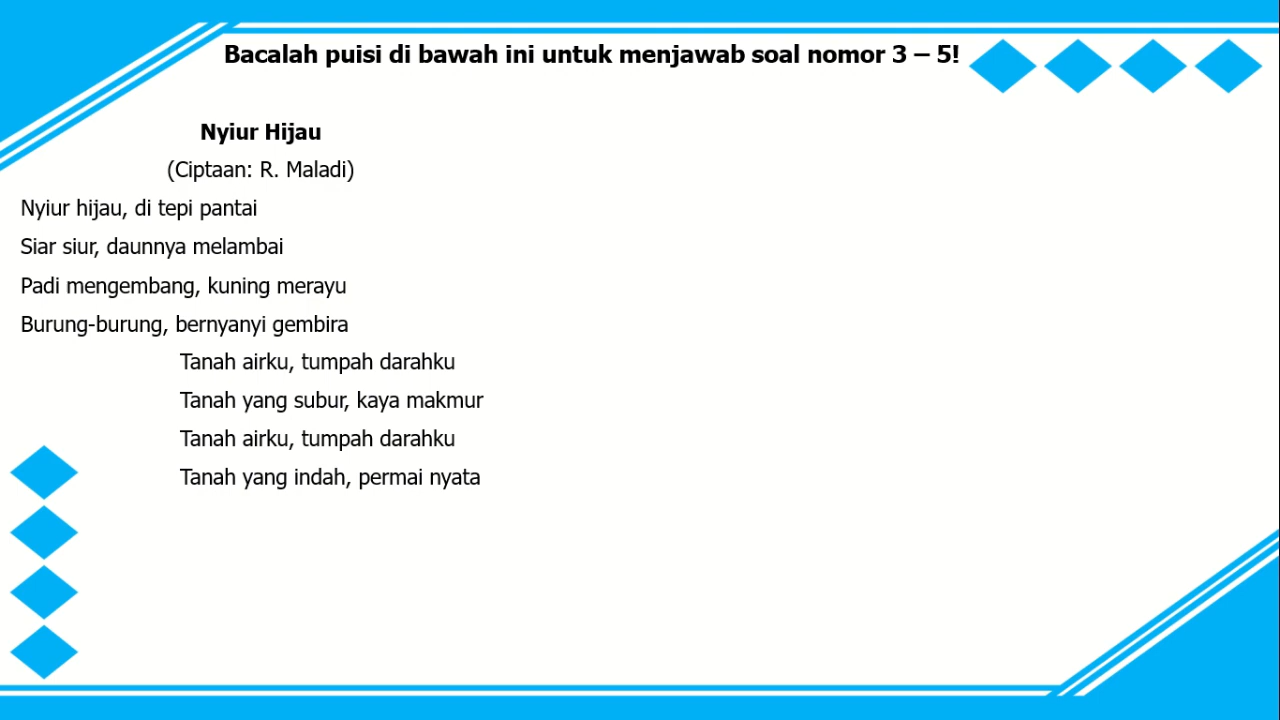 Bacalah puisi di bawah ini untuk menjawab soal nomor 3 – 5!
Nyiur Hijau
(Ciptaan: R. Maladi)
Nyiur hijau, di tepi pantai
Siar siur, daunnya melambai
Padi mengembang, kuning merayu
Burung-burung, bernyanyi gembira
Tanah airku, tumpah darahku
Tanah yang subur, kaya makmur
Tanah airku, tumpah darahku
Tanah yang indah, permai nyata